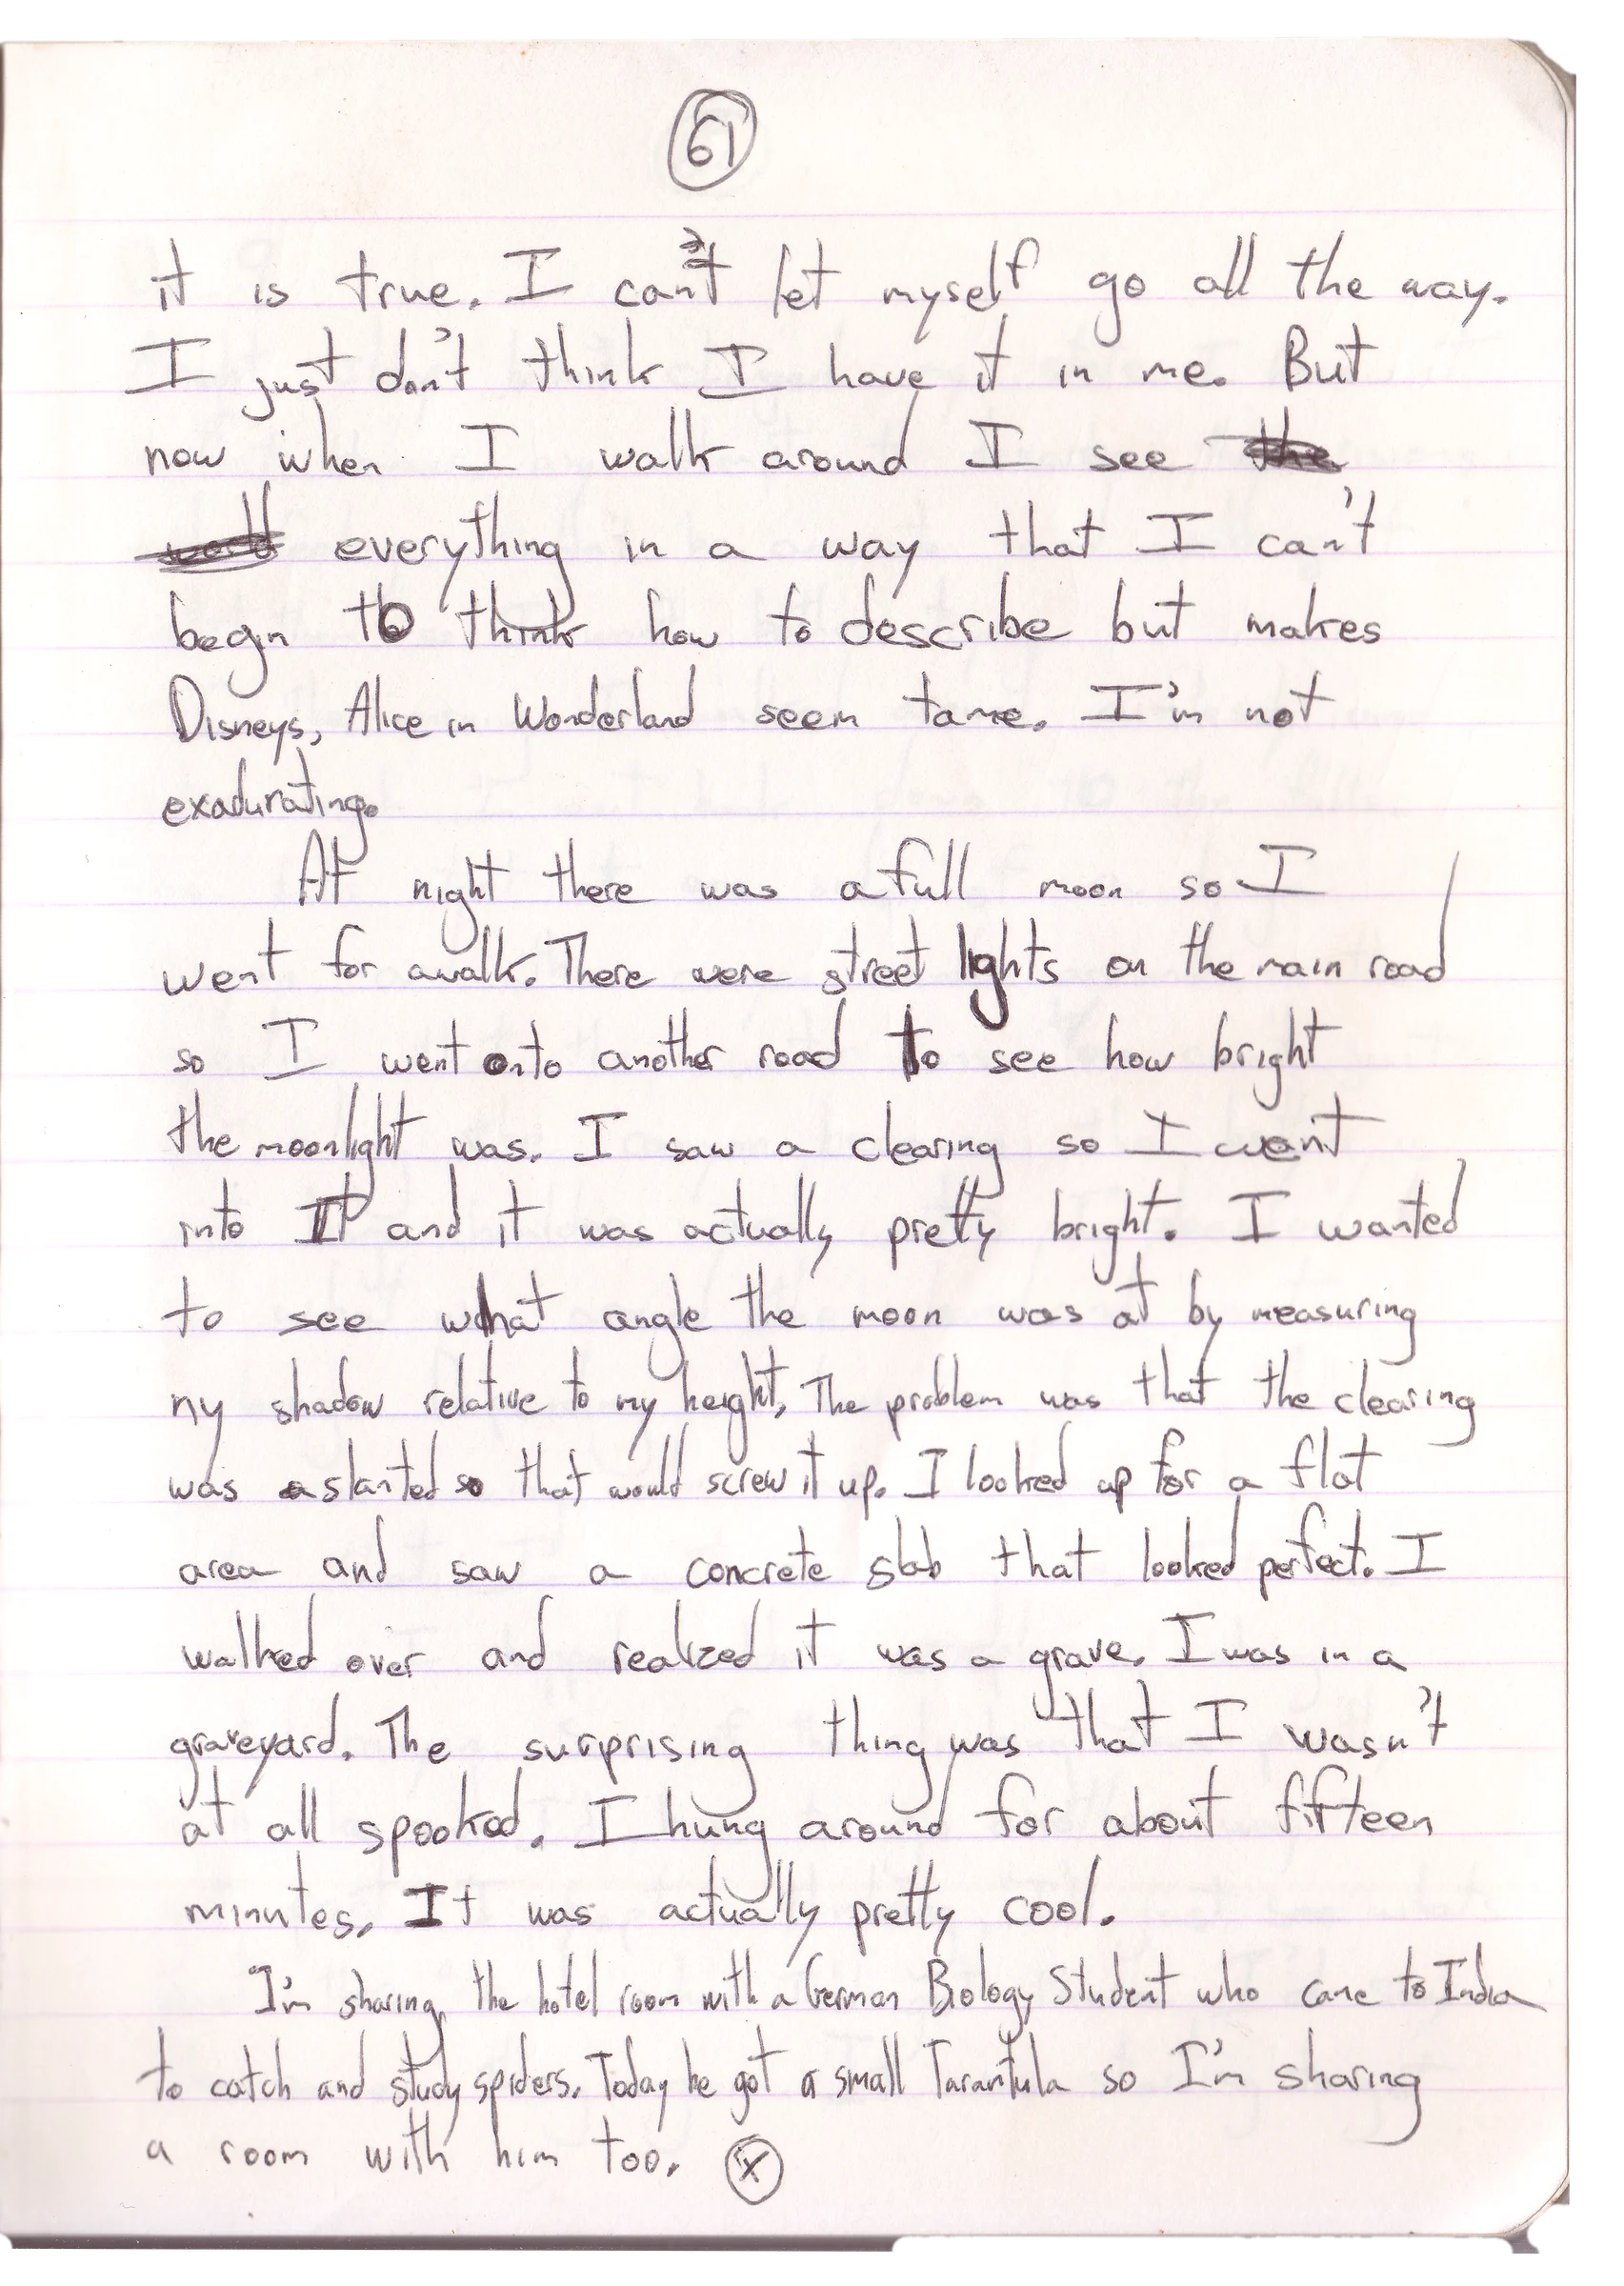 61
it is true. I can't let myself go all the way.
I just don't think I have it in me. But
now when I walk around I see the
world everything in a way that I can't
begin to think how to describe but makes
Disneys, Alice in Wonderland seem tame. I'm not
exadurating.
At night there was a full moon so I
went for a walk. There were street lights on the main road
so I went onto another road to see how bright
the moonlight was. I saw a clearing so I went
into It and it was actually pretty bright. I wanted
to see what angle the moon was at by measuring
my shadow relative to my height, The problem was that the clearing
was a slanted so that would screw it up. I looked up for a flat
area and saw a concrete slab that looked perfect. I
walked over and realized it was a grave. I was in a
graveyard. The surprising thing was that I wasn't
at all spooked. I hung around for about fifteen
minutes. It was actually pretty cool.
I'm sharing the hotel room with a German Biology Student who came to India
to catch and study spiders. Today he got a small Tarantula so I'm sharing
a room with him too. X